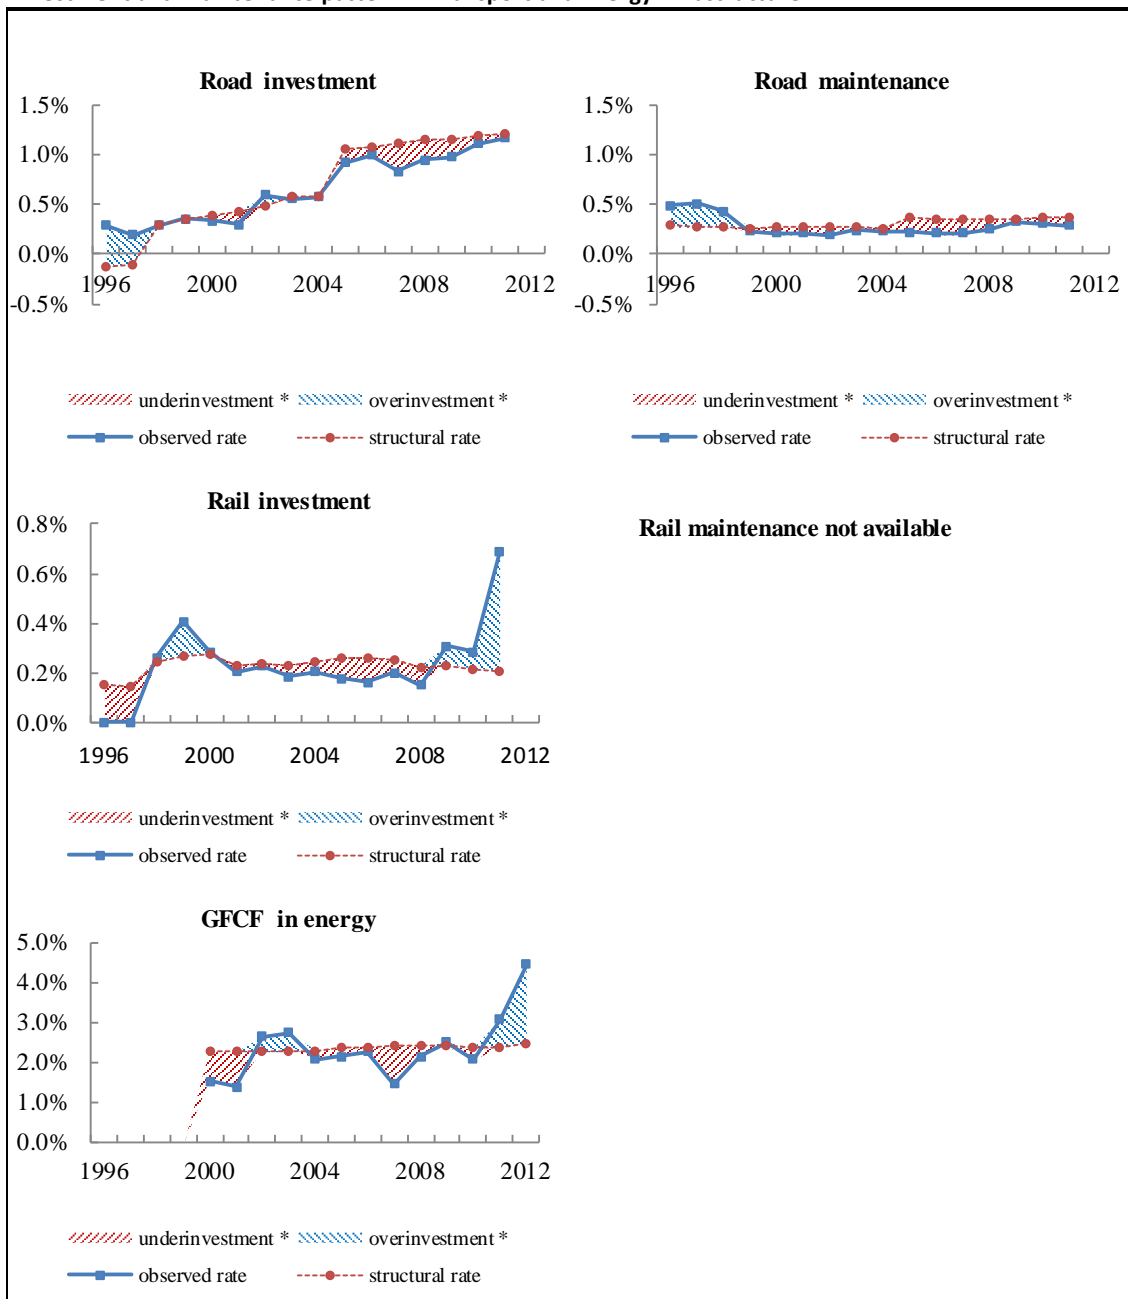 Road investment
Road maintenance
1.5%
1.0%
0.5%
0.0%
-0.5%
1996 2000 2004 2008 2012
1.5%
1.0%
0.5%
0.0%
-0.5%
1996 2000 2004 2008 2012
underinvestment * overinvestment *
observed rate structural rate
underinvestment * overinvestment *
observed rate structural rate
Rail investment
Rail maintenance not available
0.8%
0.6%
0.4%
0.2%
0.0%
1996 2000 2004 2008 2012
underinvestment * overinvestment *
observed rate structural rate
GFCF in energy
5.0%
4.0%
3.0%
2.0%
1.0%
0.0%
1996 2000 2004 2008 2012
underinvestment * overinvestment *
observed rate structural rate